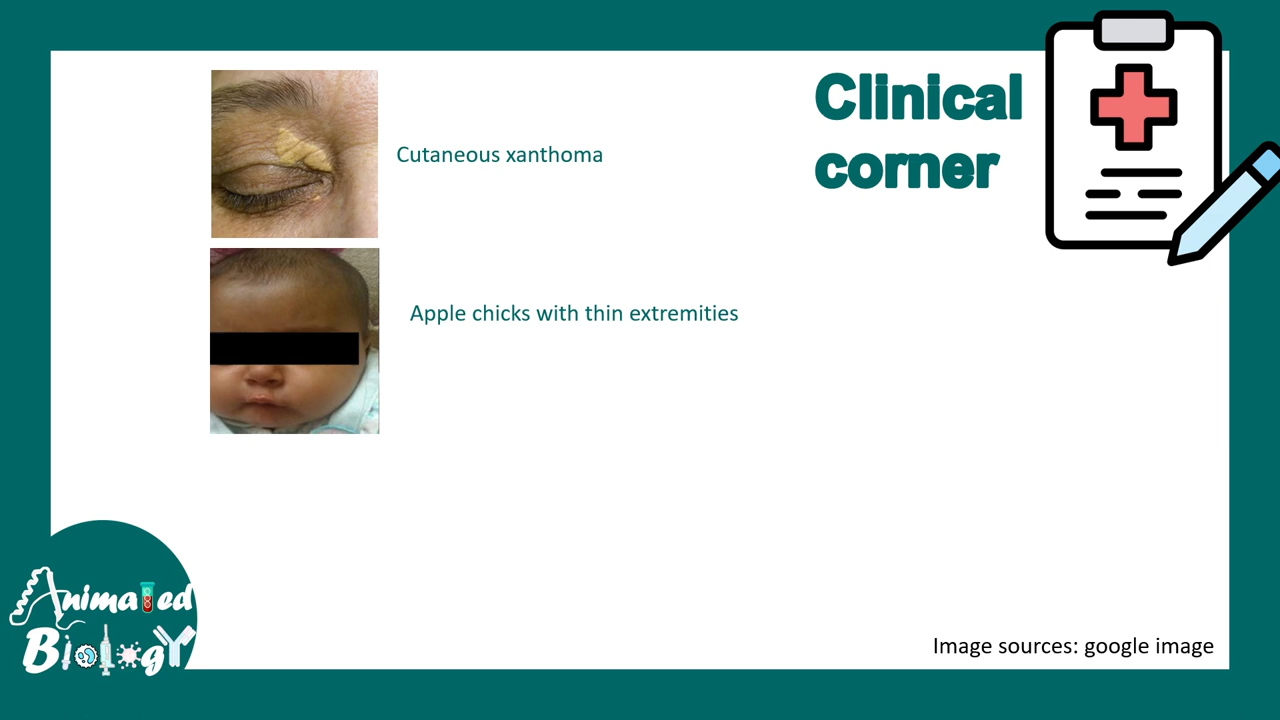 Clinical
corner
Cutaneous xanthoma
Apple chicks with thin extremities
Animated
Biology
Image sources: google image